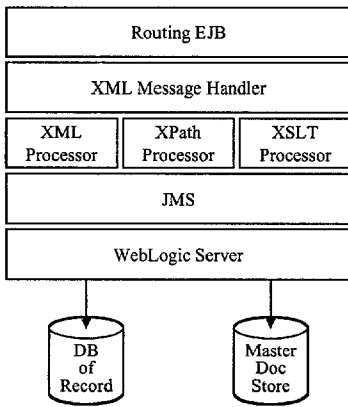 Routing EJB
XML Message Handler
XML
Processor
XPath
Processor
XSLT
Processor
JMS
WebLogic Server
DB
of
Record
Master
Doc
Store